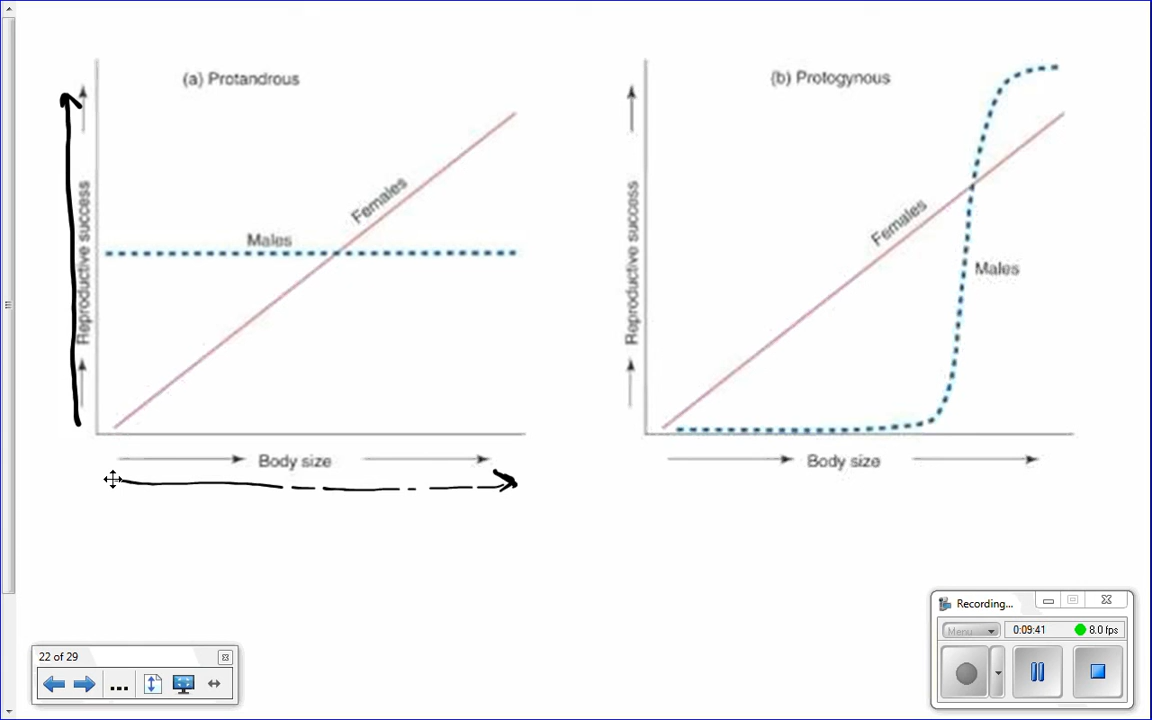 (a) Protandrous
Reproductive success
Females
Males
Body size
(b) Protogynous
Reproductive success
Females
Males
Body size
Recording...
Menu
0:09:41
8.0 fps
22 of 29
...